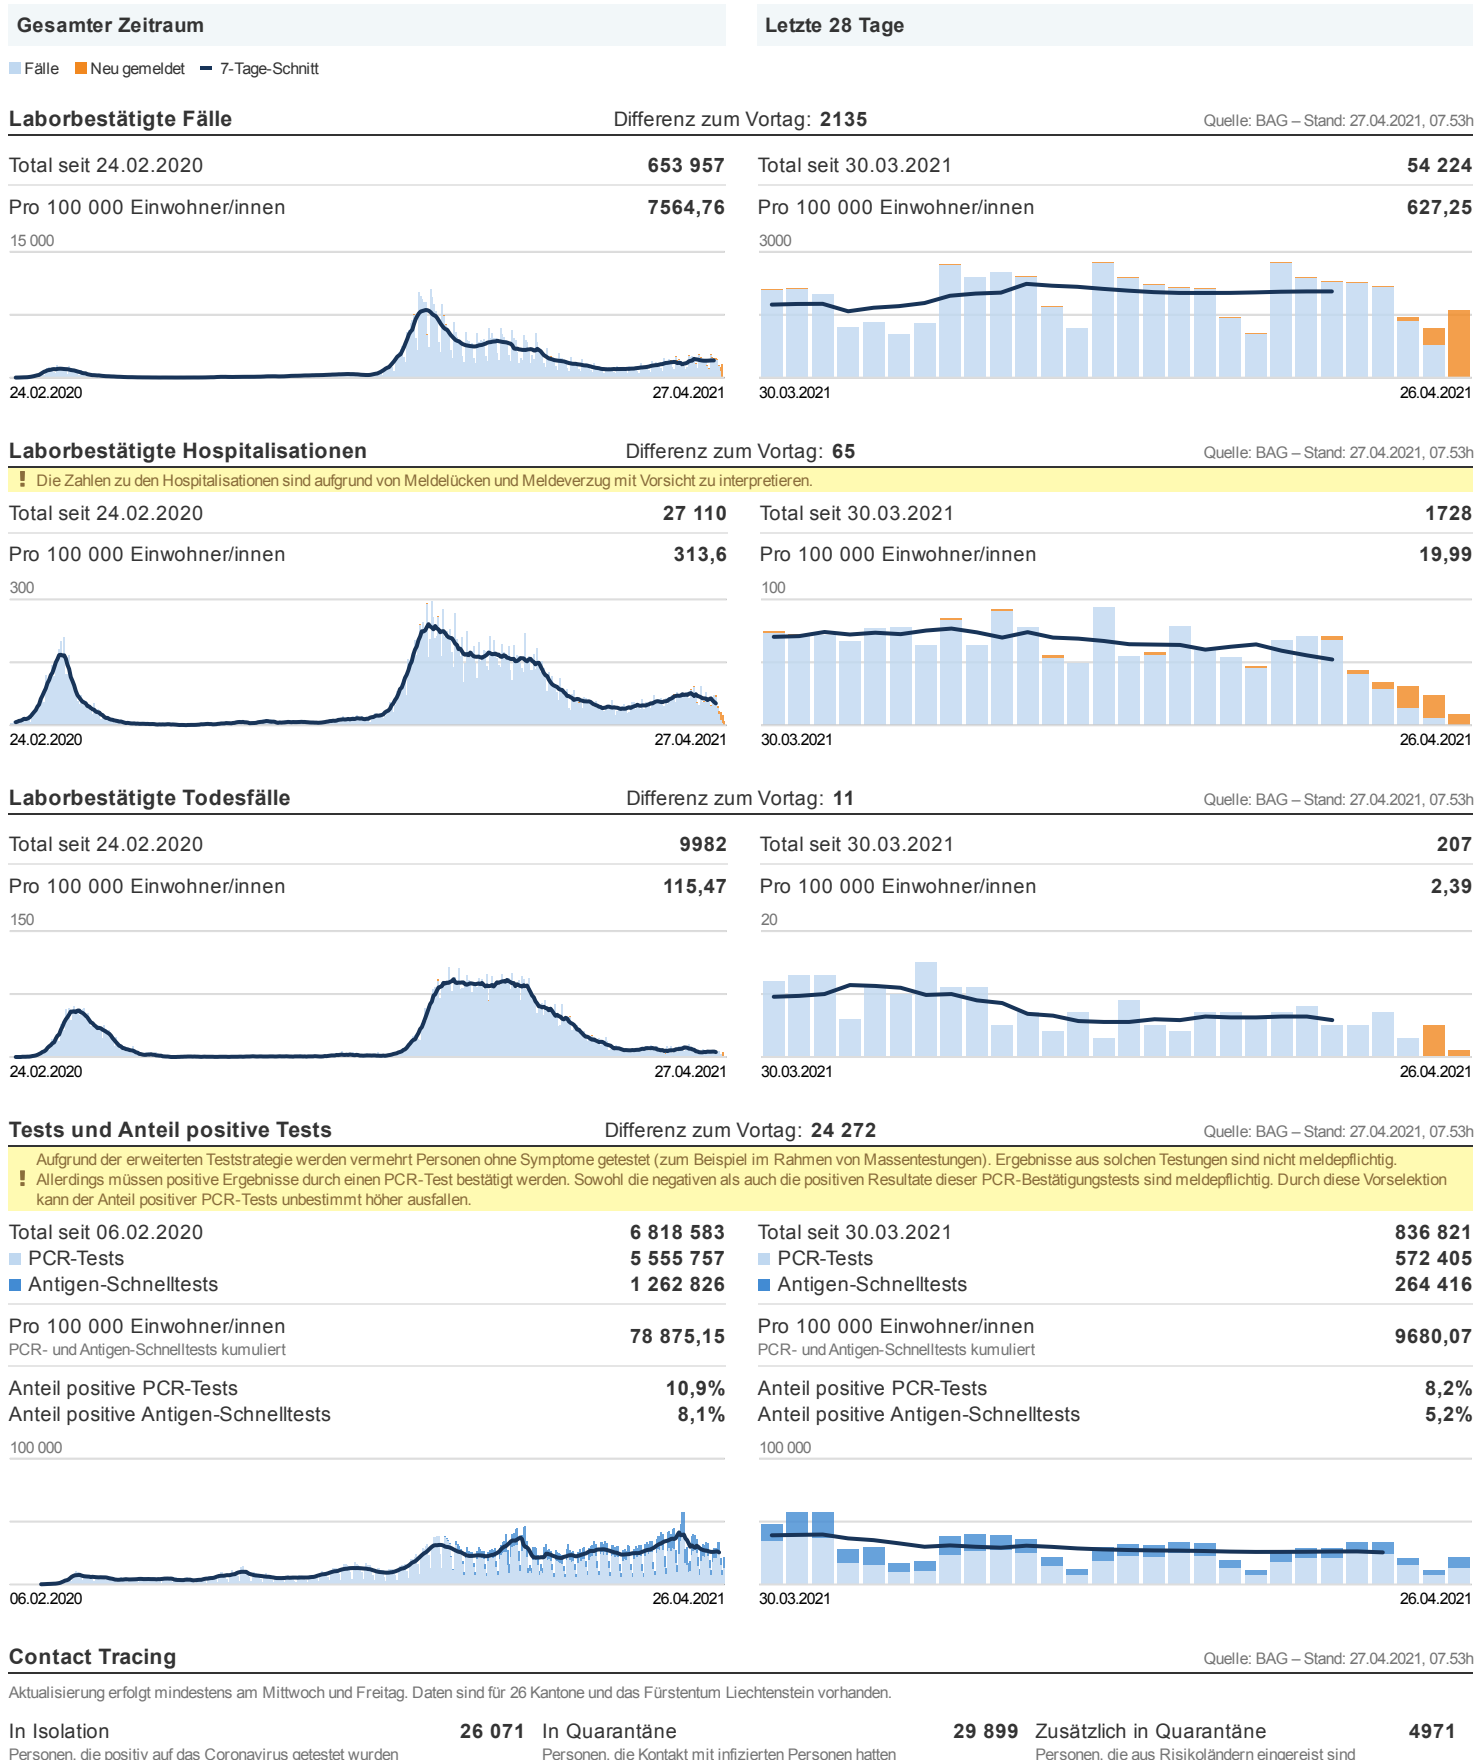 Gesamter Zeitraum
Letzte 28 Tage
Fälle Neu gemeldet 7-Tage-Schnitt
Laborbestätigte Fälle Differenz zum Vortag: 2135 Quelle: BAG – Stand: 27.04.2021, 07.53h
Total seit 24.02.2020 653 957
Pro 100 000 Einwohner/innen 7564,76
15 000
24.02.2020 27.04.2021
Total seit 30.03.2021 54 224
Pro 100 000 Einwohner/innen 627,25
3000
30.03.2021 26.04.2021
Laborbestätigte Hospitalisationen Differenz zum Vortag: 65 Quelle: BAG – Stand: 27.04.2021, 07.53h
! Die Zahlen zu den Hospitalisationen sind aufgrund von Meldelücken und Meldeverzug mit Vorsicht zu interpretieren.
Total seit 24.02.2020 27 110
Pro 100 000 Einwohner/innen 313,6
300
24.02.2020 27.04.2021
Total seit 30.03.2021 1728
Pro 100 000 Einwohner/innen 19,99
100
30.03.2021 26.04.2021
Laborbestätigte Todesfälle Differenz zum Vortag: 11 Quelle: BAG – Stand: 27.04.2021, 07.53h
Total seit 24.02.2020 9982
Pro 100 000 Einwohner/innen 115,47
150
24.02.2020 27.04.2021
Total seit 30.03.2021 207
Pro 100 000 Einwohner/innen 2,39
20
30.03.2021 26.04.2021
Tests und Anteil positive Tests Differenz zum Vortag: 24 272 Quelle: BAG – Stand: 27.04.2021, 07.53h
Aufgrund der erweiterten Teststrategie werden vermehrt Personen ohne Symptome getestet (zum Beispiel im Rahmen von Massentestungen). Ergebnisse aus solchen Testungen sind nicht meldepflichtig.
! Allerdings müssen positive Ergebnisse durch einen PCR-Test bestätigt werden. Sowohl die negativen als auch die positiven Resultate dieser PCR-Bestätigungstests sind meldepflichtig. Durch diese Vorselektion
kann der Anteil positiver PCR-Tests unbestimmt höher ausfallen.
Total seit 06.02.2020 6 818 583
PCR-Tests 5 555 757
Antigen-Schnelltests 1 262 826
Pro 100 000 Einwohner/innen 78 875,15
PCR- und Antigen-Schnelltests kumuliert
Anteil positive PCR-Tests 10,9%
Anteil positive Antigen-Schnelltests 8,1%
100 000
06.02.2020 26.04.2021
Total seit 30.03.2021 836 821
PCR-Tests 572 405
Antigen-Schnelltests 264 416
Pro 100 000 Einwohner/innen 9680,07
PCR- und Antigen-Schnelltests kumuliert
Anteil positive PCR-Tests 8,2%
Anteil positive Antigen-Schnelltests 5,2%
100 000
30.03.2021 26.04.2021
Contact Tracing Quelle: BAG – Stand: 27.04.2021, 07.53h
Aktualisierung erfolgt mindestens am Mittwoch und Freitag. Daten sind für 26 Kantone und das Fürstentum Liechtenstein vorhanden.
In Isolation 26 071
Personen, die positiv auf das Coronavirus getestet wurden
In Quarantäne 29 899
Personen, die Kontakt mit infizierten Personen hatten
Zusätzlich in Quarantäne 4971
Personen, die aus Risikoländern eingereist sind